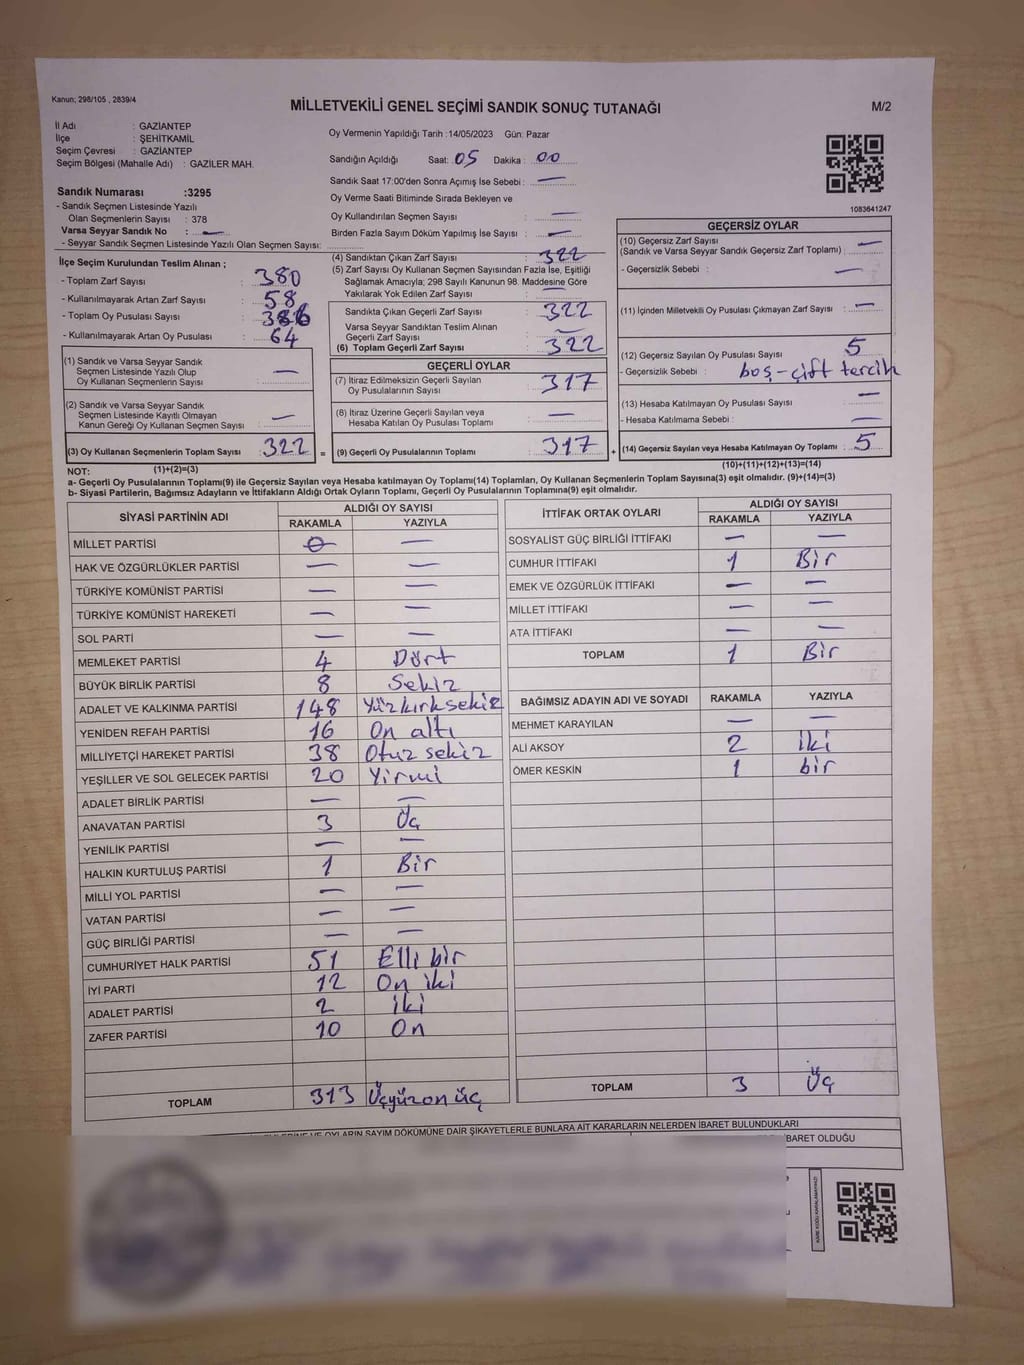 Kanun; 298/105 , 2839/4
MİLLETVEKİLİ GENEL SEÇİMİ SANDIK SONUÇ TUTANAĞI
M/2
İl Adı : GAZİANTEP
İlçe : ŞEHİTKAMİL
Seçim Çevresi : GAZİANTEP
Seçim Bölgesi (Mahalle Adı) : GAZİLER MAH.
Sandık Numarası :3295
- Sandık Seçmen Listesinde Yazılı
Olan Seçmenlerin Sayısı : 378
Varsa Seyyar Sandık No : —
- Seyyar Sandık Seçmen Listesinde Yazılı Olan Seçmen Sayısı:
Oy Vermenin Yapıldığı Tarih :14/05/2023 Gün: Pazar
Sandığın Açıldığı Saat: 05 Dakika : 00
Sandık Saat 17:00'den Sonra Açımış İse Sebebi : —
Oy Verme Saati Bitiminde Sırada Bekleyen ve
Oy Kullandırılan Seçmen Sayısı : —
Birden Fazla Sayım Döküm Yapılmış İse Sayısı : —
1083641247
İlçe Seçim Kurulundan Teslim Alınan ;
- Toplam Zarf Sayısı : 380
- Kullanılmayarak Artan Zarf Sayısı : 58
- Toplam Oy Pusulası Sayısı : 386
- Kullanılmayarak Artan Oy Pusulası : 64
(4) Sandıktan Çıkan Zarf Sayısı : 322
(5) Zarf Sayısı Oy Kullanan Seçmen Sayısından Fazla İse, Eşitliği
Sağlamak Amacıyla; 298 Sayılı Kanunun 98. Maddesine Göre
Yakılarak Yok Edilen Zarf Sayısı : —
Sandıkta Çıkan Geçerli Zarf Sayısı : 322
Varsa Seyyar Sandıktan Teslim Alınan
Geçerli Zarf Sayısı : —
(6) Toplam Geçerli Zarf Sayısı : 322
GEÇERSİZ OYLAR
(10) Geçersiz Zarf Sayısı
(Sandık ve Varsa Seyyar Sandık Geçersiz Zarf Toplamı) : —
- Geçersizlik Sebebi : —
(11) İçinden Milletvekili Oy Pusulası Çıkmayan Zarf Sayısı : —
(12) Geçersiz Sayılan Oy Pusulası Sayısı : 5
- Geçersizlik Sebebi : boş-çift tercih
(13) Hesaba Katılmayan Oy Pusulası Sayısı : —
- Hesaba Katılmama Sebebi : —
(14) Geçersiz Sayılan veya Hesaba Katılmayan Oy Toplamı : 5
(10)+(11)+(12)+(13)=(14)
(1) Sandık ve Varsa Seyyar Sandık
Seçmen Listesinde Yazılı Olup
Oy Kullanan Seçmenlerin Sayısı : —
(2) Sandık ve Varsa Seyyar Sandık
Seçmen Listesinde Kayıtlı Olmayan
Kanun Gereği Oy Kullanan Seçmen Sayısı : —
(3) Oy Kullanan Seçmenlerin Toplam Sayısı : 322 =
GEÇERLİ OYLAR
(7) İtiraz Edilmeksizin Geçerli Sayılan
Oy Pusulalarının Sayısı : 317
(8) İtiraz Üzerine Geçerli Sayılan veya
Hesaba Katılan Oy Pusulası Toplamı : —
(9) Geçerli Oy Pusulalarının Toplamı : 317 +
NOT: (1)+(2)=(3)
a- Geçerli Oy Pusulalarının Toplamı(9) ile Geçersiz Sayılan veya Hesaba katılmayan Oy Toplamı(14) Toplamları, Oy Kullanan Seçmenlerin Toplam Sayısına(3) eşit olmalıdır. (9)+(14)=(3)
b- Siyasi Partilerin, Bağımsız Adayların ve İttifakların Aldığı Ortak Oyların Toplamı, Geçerli Oy Pusulalarının Toplamına(9) eşit olmalıdır.
SİYASİ PARTİNİN ADI ALDIĞI OY SAYISI
RAKAMLA YAZIYLA
MİLLET PARTİSİ 0 —
HAK VE ÖZGÜRLÜKLER PARTİSİ — —
TÜRKİYE KOMÜNİST PARTİSİ — —
TÜRKİYE KOMÜNİST HAREKETİ — —
SOL PARTİ — —
MEMLEKET PARTİSİ 4 Dört
BÜYÜK BİRLİK PARTİSİ 8 Sekiz
ADALET VE KALKINMA PARTİSİ 148 Yüzkırksekiz
YENİDEN REFAH PARTİSİ 16 On altı
MİLLİYETÇİ HAREKET PARTİSİ 38 Otuz sekiz
YEŞİLLER VE SOL GELECEK PARTİSİ 20 Yirmi
ADALET BİRLİK PARTİSİ — —
ANAVATAN PARTİSİ 3 Üç
YENİLİK PARTİSİ — —
HALKIN KURTULUŞ PARTİSİ 1 Bir
MİLLİ YOL PARTİSİ — —
VATAN PARTİSİ — —
GÜÇ BİRLİĞİ PARTİSİ — —
CUMHURİYET HALK PARTİSİ 51 Elli bir
İYİ PARTİ 12 On iki
ADALET PARTİSİ 2 İki
ZAFER PARTİSİ 10 On
TOPLAM 313 Üçyüzon üç
İTTİFAK ORTAK OYLARI ALDIĞI OY SAYISI
RAKAMLA YAZIYLA
SOSYALİST GÜÇ BİRLİĞİ İTTİFAKI — —
CUMHUR İTTİFAKI 1 Bir
EMEK VE ÖZGÜRLÜK İTTİFAKI — —
MİLLET İTTİFAKI — —
ATA İTTİFAKI — —
TOPLAM 1 Bir
BAĞIMSIZ ADAYIN ADI VE SOYADI RAKAMLA YAZIYLA
MEHMET KARAYILAN — —
ALİ AKSOY 2 İki
ÖMER KESKİN 1 bir
TOPLAM 3 Üç
OYLARIN SAYIM DÖKÜMÜNE DAİR ŞİKAYETLERLE BUNLARA AİT KARARLARIN NELERDEN İBARET BULUNDUKLARI
İBARET OLDUĞU